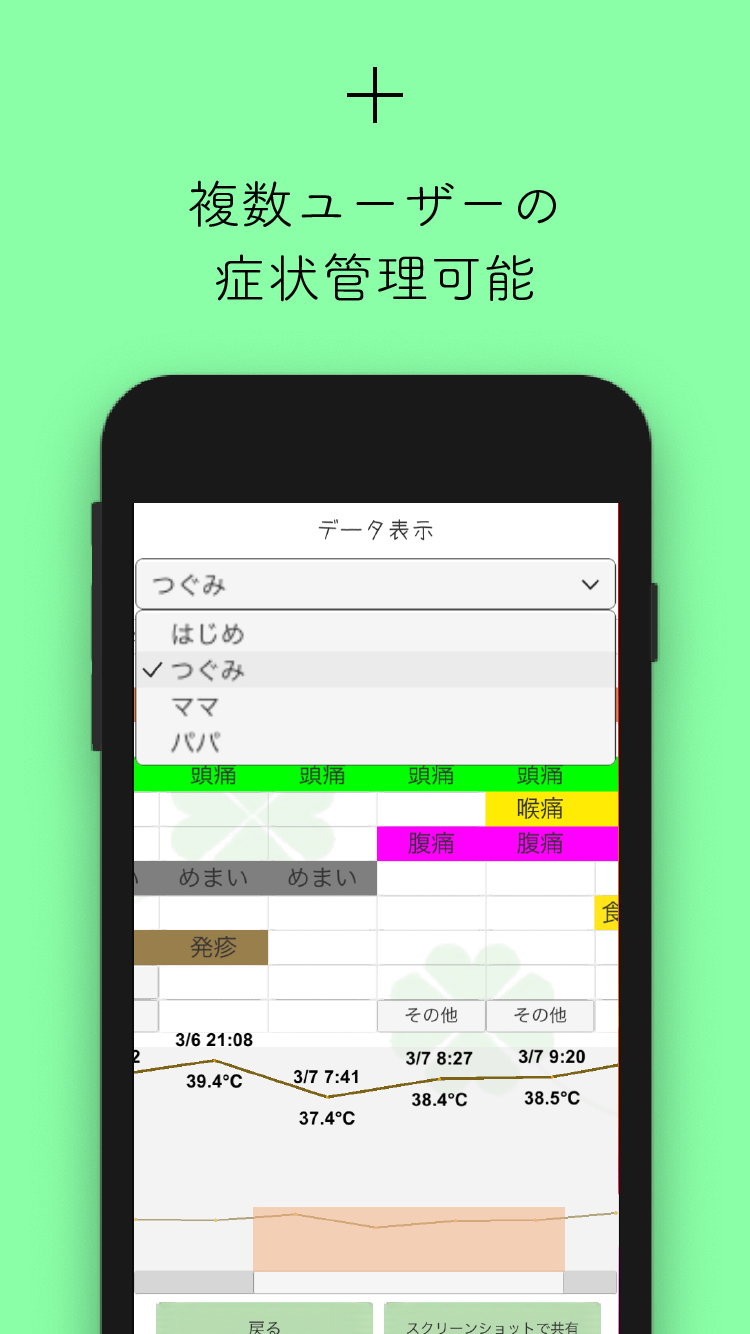 複数ユーザーの
症状管理可能
データ表示
つぐみ
はじめ
つぐみ
ママ
パパ
頭痛 頭痛 頭痛 頭痛
喉痛
腹痛 腹痛
い めまい めまい
食
発疹
その他 その他
2 3/6 21:08 3/7 7:41 3/7 8:27 3/7 9:20
39.4°C 37.4°C 38.4°C 38.5°C
戻る スクリーンショットで共有